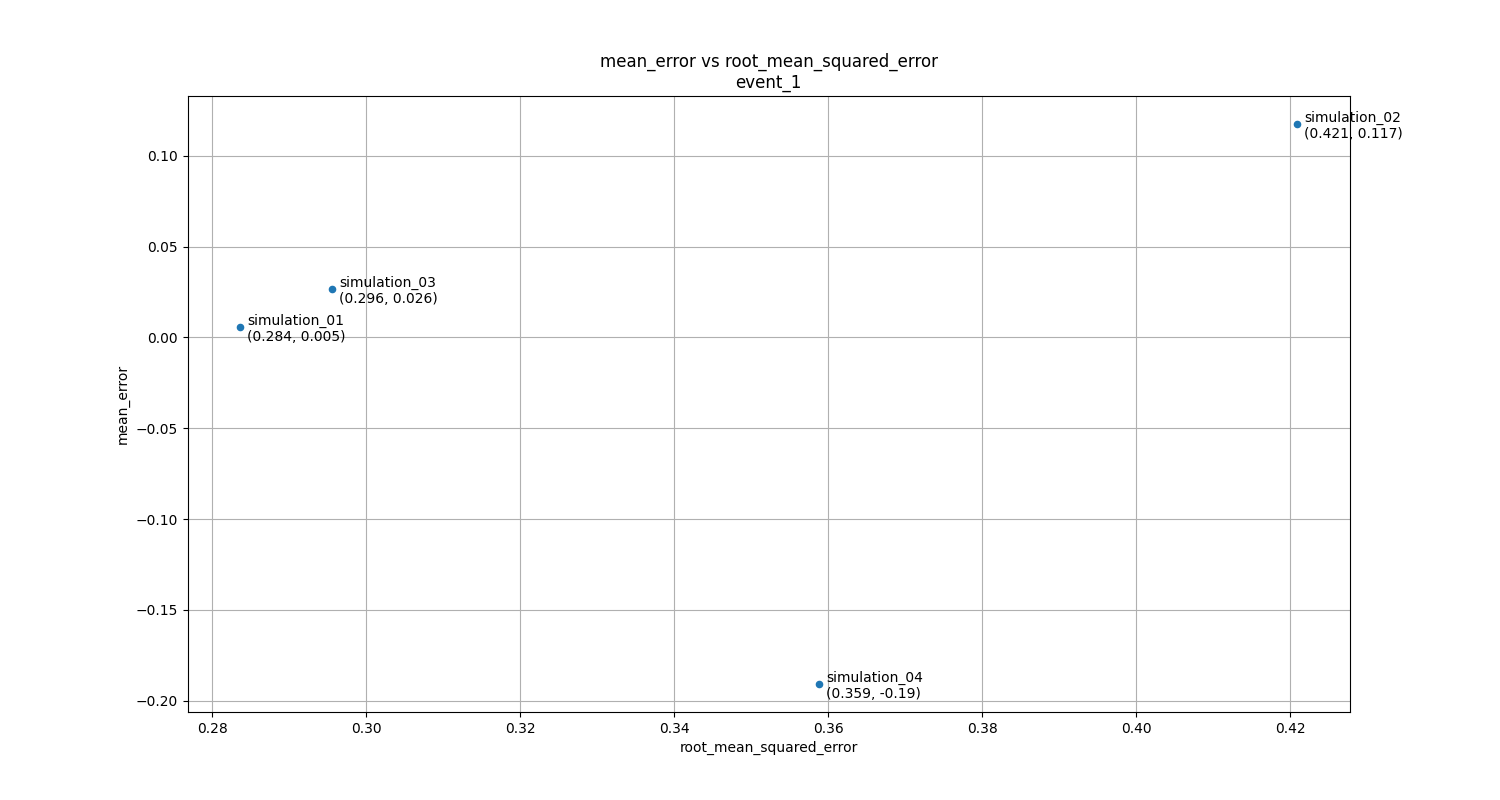 mean_error vs root_mean_squared_error
event_1
simulation_02
(0.421, 0.117)
0.10
0.05
simulation_03
(0.296, 0.026)
simulation_01
(0.284, 0.005)
0.00
mean_error
−0.05
−0.10
−0.15
simulation_04
(0.359, -0.19)
−0.20
0.28 0.30 0.32 0.34 0.36 0.38 0.40 0.42
root_mean_squared_error